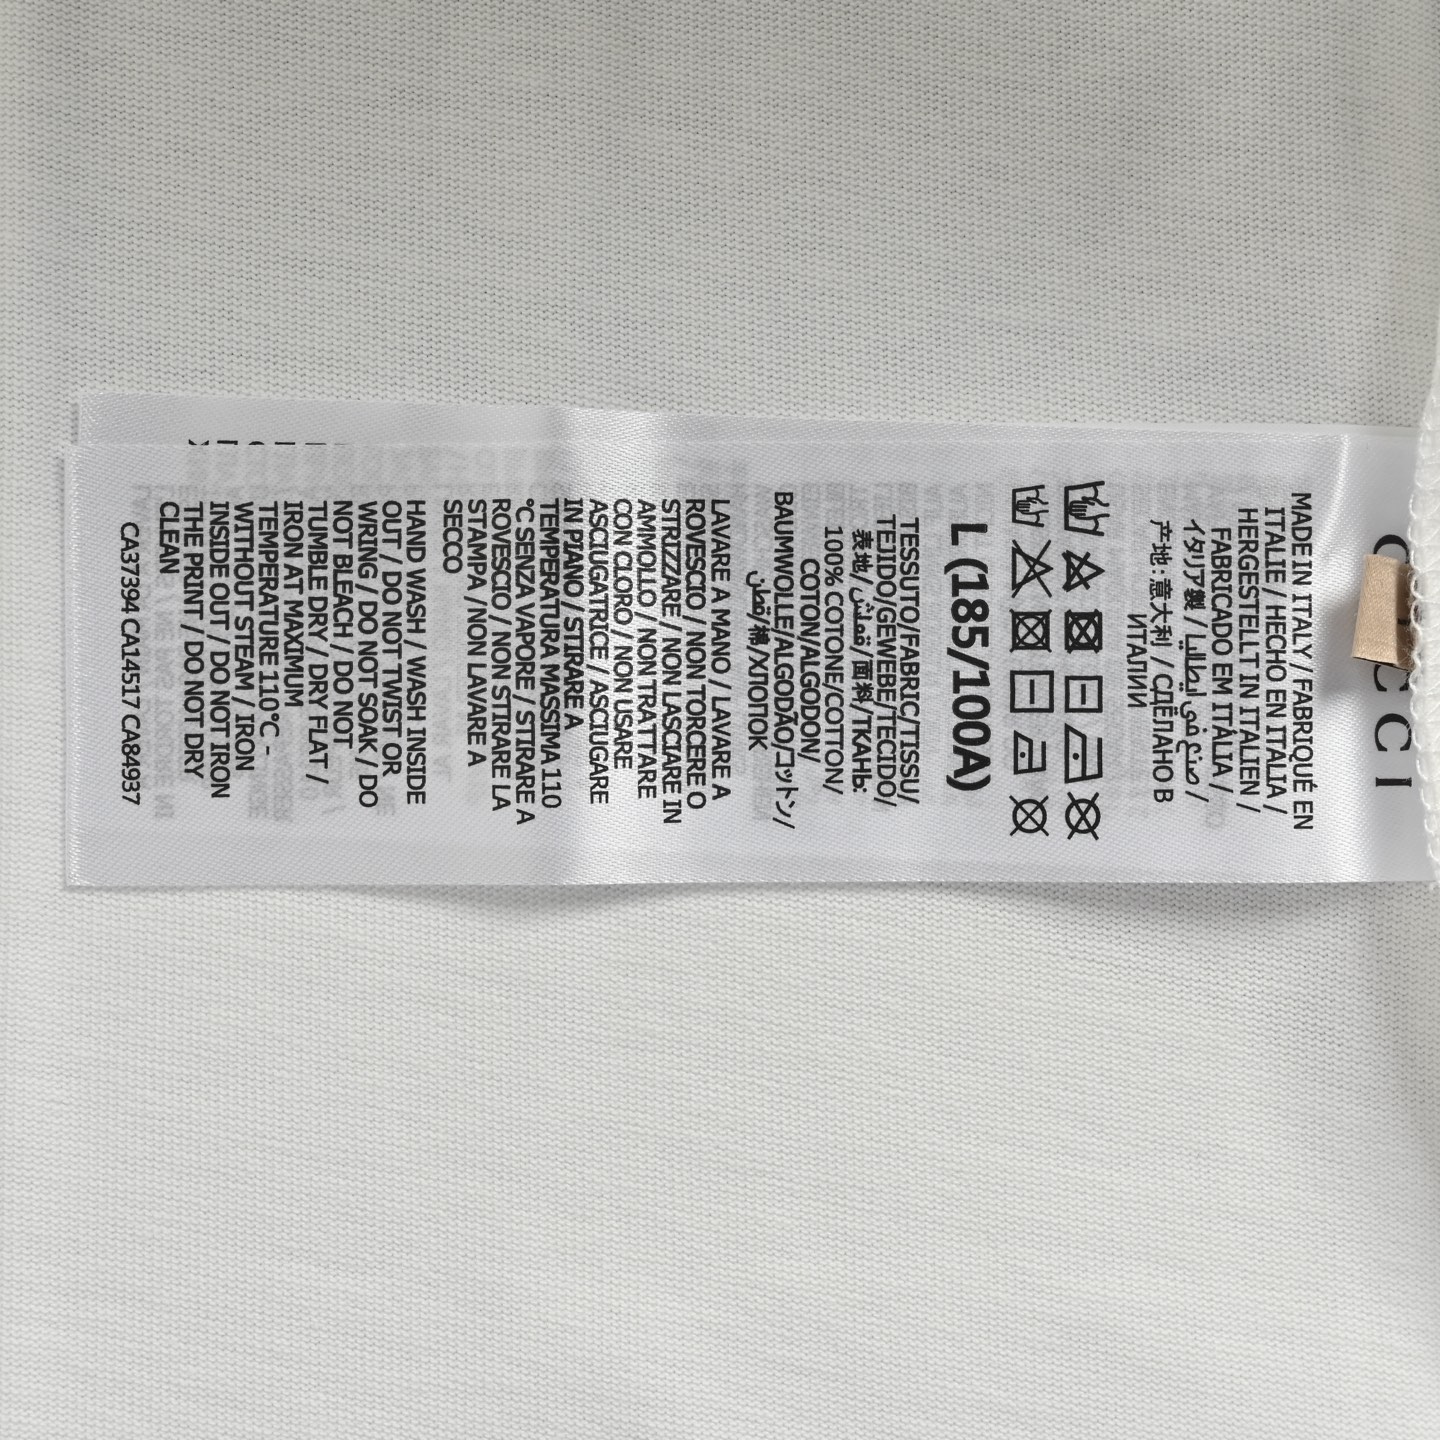 GUCCI
MADE IN ITALY / FABRIQUÉ EN
ITALIE / HECHO EN ITALIA /
HERGESTELLT IN ITALIEN /
FABRICADO EM ITÁLIA /
イタリア製 / صنع في إيطاليا /
产地: 意大利 / СДЕЛАНО В
ИТАЛИИ
L (185/100A)
TESSUTO/FABRIC/TISSU/
TEJIDO/GEWEBE/TECIDO/
表地/قماش/面料/ТКАНЬ:
100% COTONE/COTTON/
COTON/ALGODON/
BAUMWOLLE/ALGODÃO/コットン/
قطن/棉/ХЛОПОК
LAVARE A MANO / LAVARE A
ROVESCIO / NON TORCERE O
STRIZZARE / NON LASCIARE IN
AMMOLLO / NON TRATTARE
CON CLORO / NON USARE
ASCIUGATRICE / ASCIUGARE
IN PIANO / STIRARE A
TEMPERATURA MASSIMA 110
°C SENZA VAPORE / STIRARE A
ROVESCIO / NON STIRARE LA
STAMPA / NON LAVARE A
SECCO
HAND WASH / WASH INSIDE
OUT / DO NOT TWIST OR
WRING / DO NOT SOAK / DO
NOT BLEACH / DO NOT
TUMBLE DRY / DRY FLAT /
IRON AT MAXIMUM
TEMPERATURE 110°C -
WITHOUT STEAM / IRON
INSIDE OUT / DO NOT IRON
THE PRINT / DO NOT DRY
CLEAN
CA37394 CA14517 CA84937